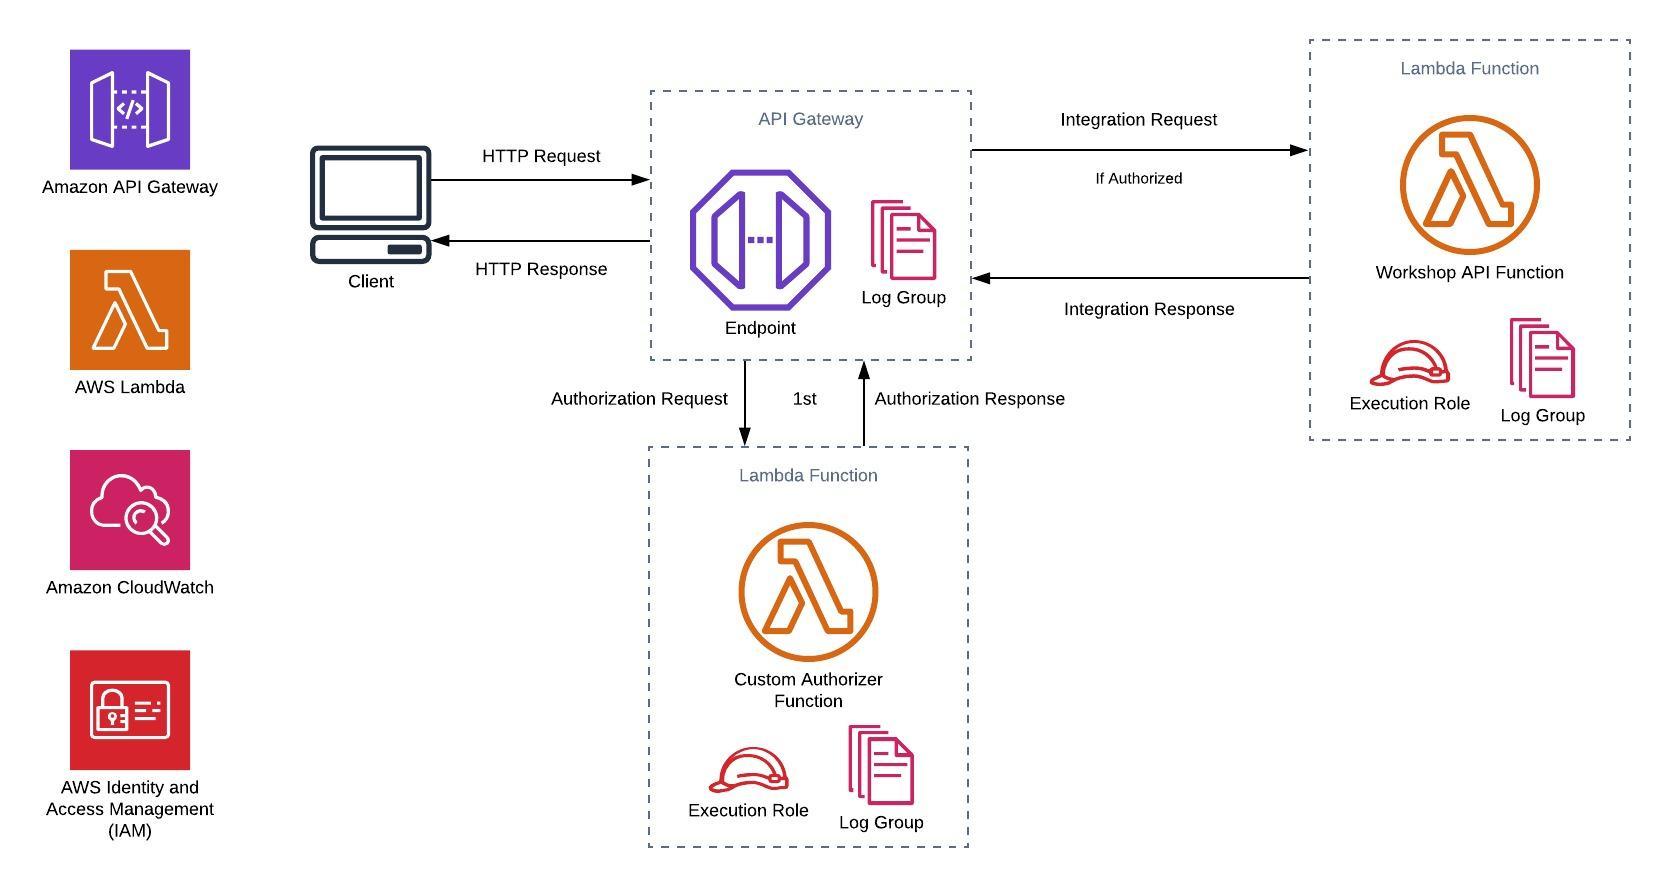 Amazon API Gateway
AWS Lambda
Amazon CloudWatch
AWS Identity and
Access Management
(IAM)
Client
HTTP Request
HTTP Response
API Gateway
Endpoint
Log Group
Integration Request
If Authorized
Integration Response
Lambda Function
Workshop API Function
Execution Role
Log Group
Authorization Request
1st
Authorization Response
Lambda Function
Custom Authorizer
Function
Execution Role
Log Group